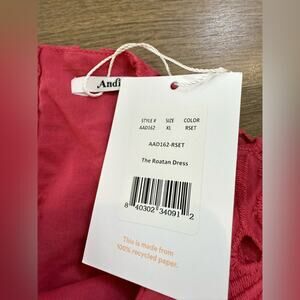 Andi
STYLE # SIZE COLOR
AAD162 XL RSET
AAD162-RSET
The Roatan Dress
8 40302 34091 2
This is made from
100% recycled paper.